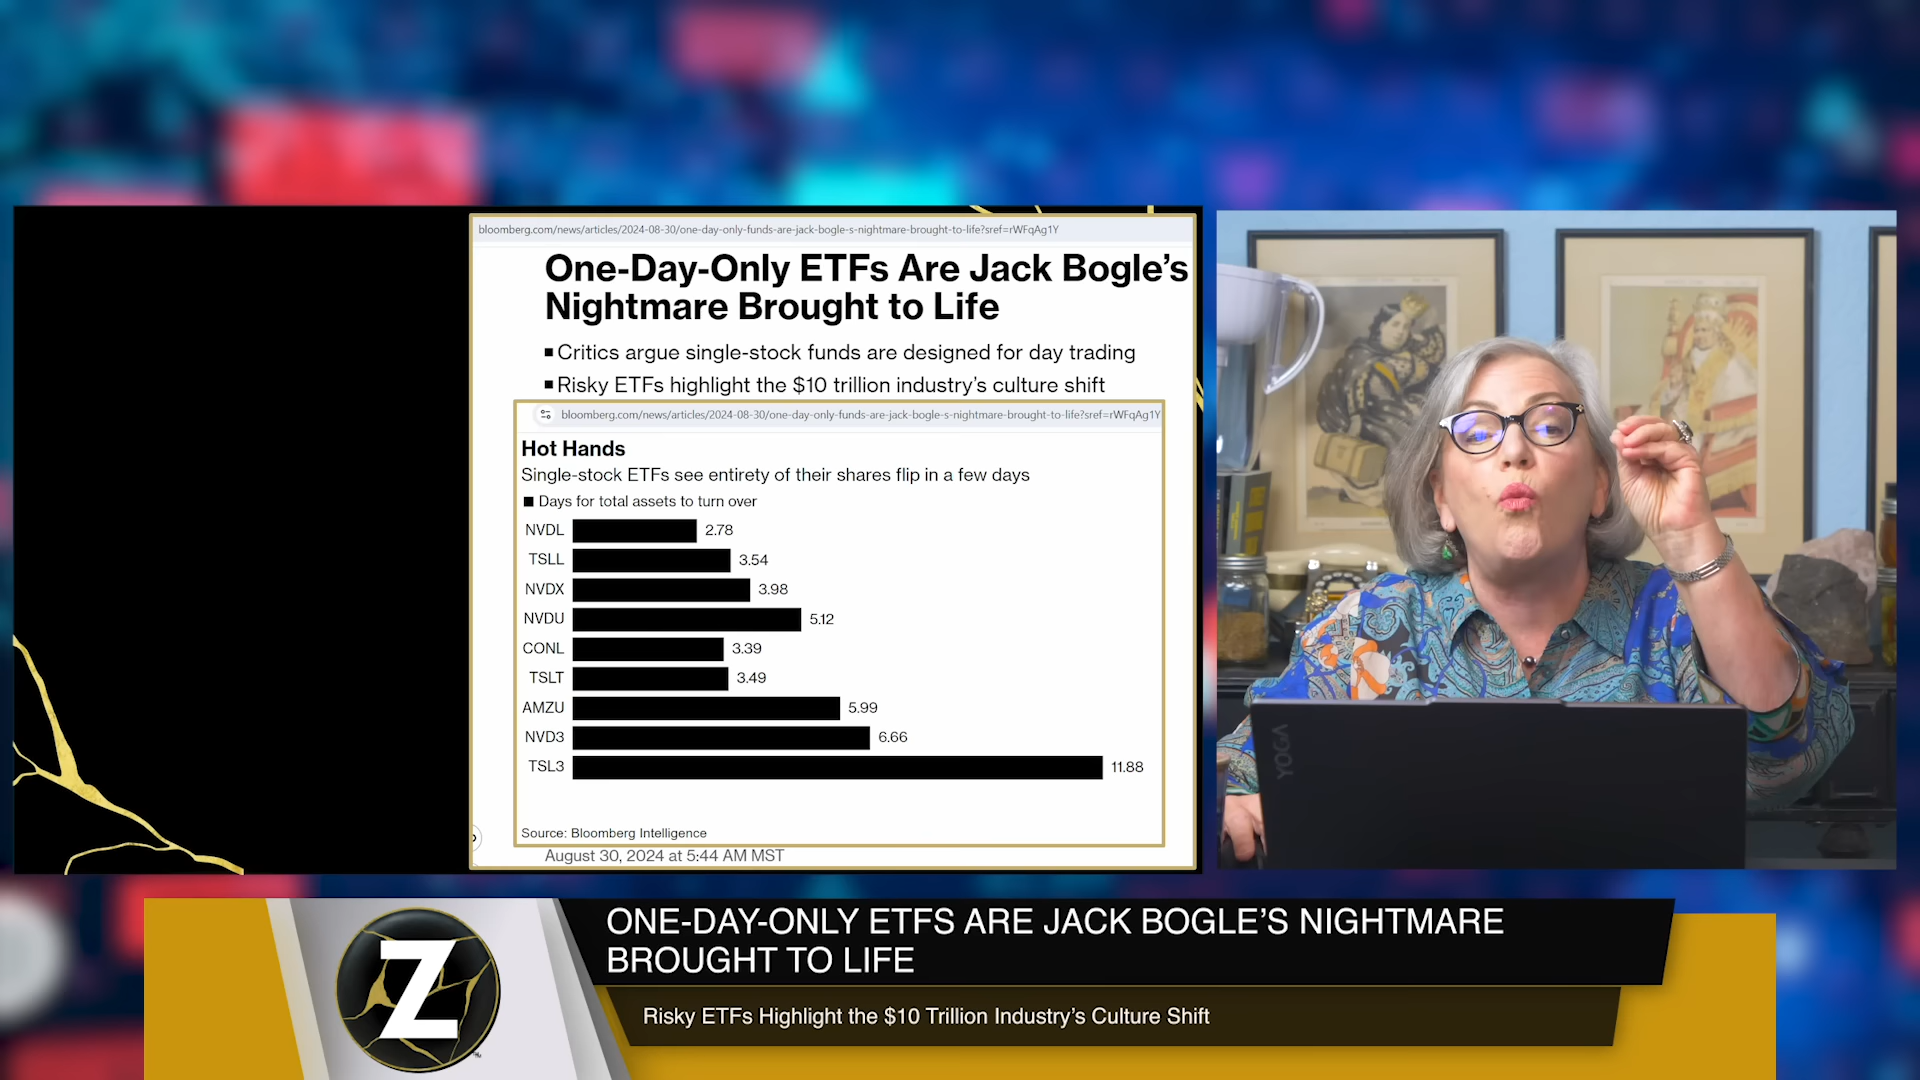 bloomberg.com/news/articles/2024-08-30/one-day-only-funds-are-jack-bogle-s-nightmare-brought-to-life?sref=rWFqAg1Y
One-Day-Only ETFs Are Jack Bogle's
Nightmare Brought to Life
Critics argue single-stock funds are designed for day trading
Risky ETFs highlight the $10 trillion industry's culture shift
bloomberg.com/news/articles/2024-08-30/one-day-only-funds-are-jack-bogle-s-nightmare-brought-to-life?sref=rWFqAg1Y
Hot Hands
Single-stock ETFs see entirety of their shares flip in a few days
Days for total assets to turn over
NVDL 2.78
TSLL 3.54
NVDX 3.98
NVDU 5.12
CONL 3.39
TSLT 3.49
AMZU 5.99
NVD3 6.66
TSL3 11.88
Source: Bloomberg Intelligence
August 30, 2024 at 5:44 AM MST
YOGA
Z
ONE-DAY-ONLY ETFS ARE JACK BOGLE'S NIGHTMARE
BROUGHT TO LIFE
Risky ETFs Highlight the $10 Trillion Industry's Culture Shift